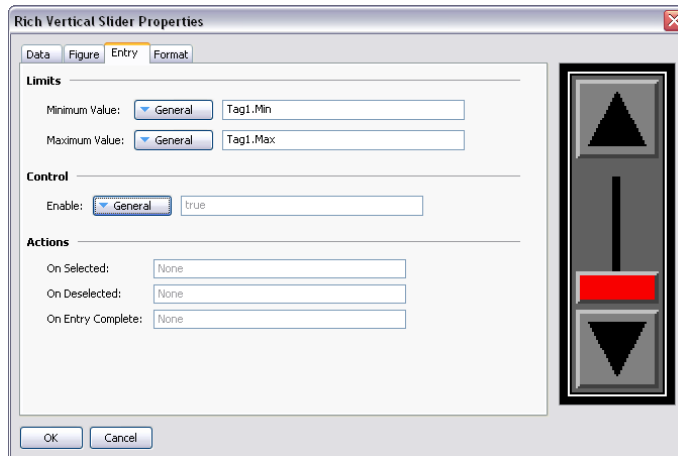 Rich Vertical Slider Properties
Data Figure Entry Format
Limits
Minimum Value: General Tag1.Min
Maximum Value: General Tag1.Max
Control
Enable: General true
Actions
On Selected: None
On Deselected: None
On Entry Complete: None
OK Cancel